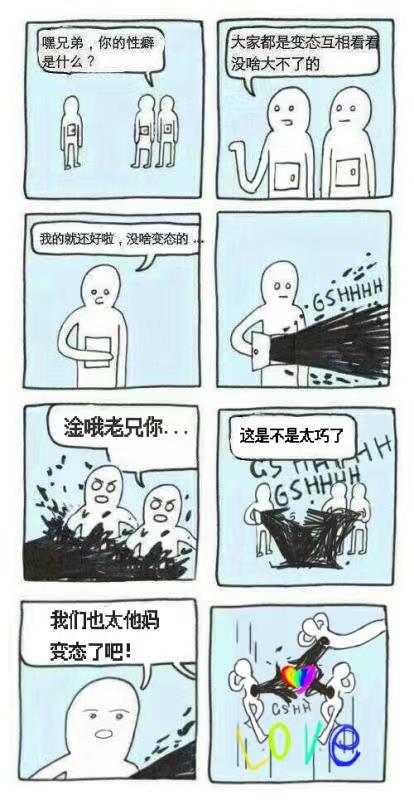 嘿兄弟，你的性癖
是什么？
大家都是变态互相看看
没啥大不了的
我的就还好啦，没啥变态的 ...
GSHHHH
淦哦老兄你...
这是不是太巧了
GSHHHHH
GSHHHH
我们也太他妈
变态了吧!
GSHH
LOVe